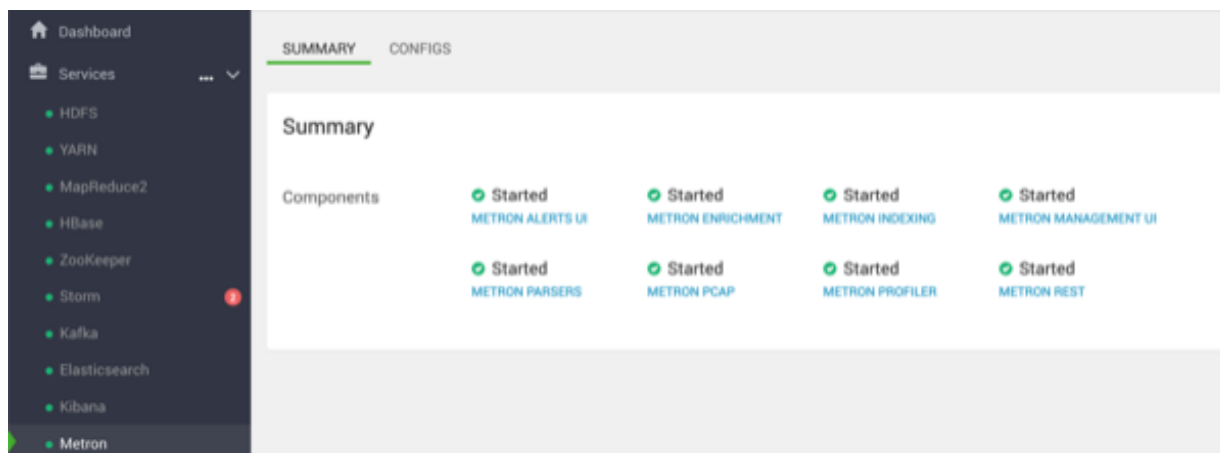 Dashboard
Services ...
HDFS
YARN
MapReduce2
HBase
ZooKeeper
Storm 2
Kafka
Elasticsearch
Kibana
Metron
SUMMARY CONFIGS
Summary
Components
Started Started Started Started
METRON ALERTS UI METRON ENRICHMENT METRON INDEXING METRON MANAGEMENT UI
Started Started Started Started
METRON PARSERS METRON PCAP METRON PROFILER METRON REST